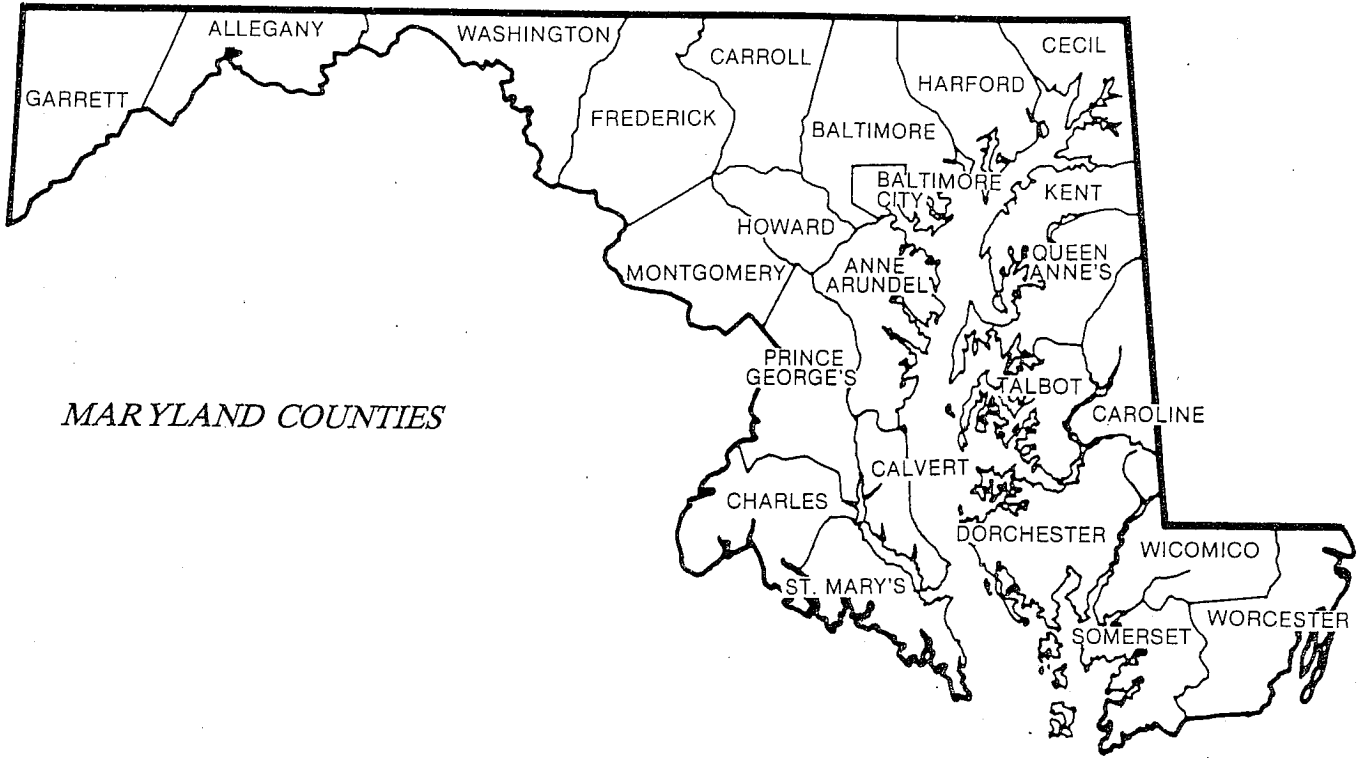 ALLEGANY
WASHINGTON
CARROLL
CECIL
GARRETT
HARFORD
FREDERICK
BALTIMORE
BALTIMORE
CITY
KENT
HOWARD
QUEEN
ANNE'S
MONTGOMERY
ANNE
ARUNDEL
PRINCE
GEORGE'S
TALBOT
MARYLAND COUNTIES
CAROLINE
CALVERT
CHARLES
DORCHESTER
WICOMICO
ST. MARY'S
WORCESTER
SOMERSET